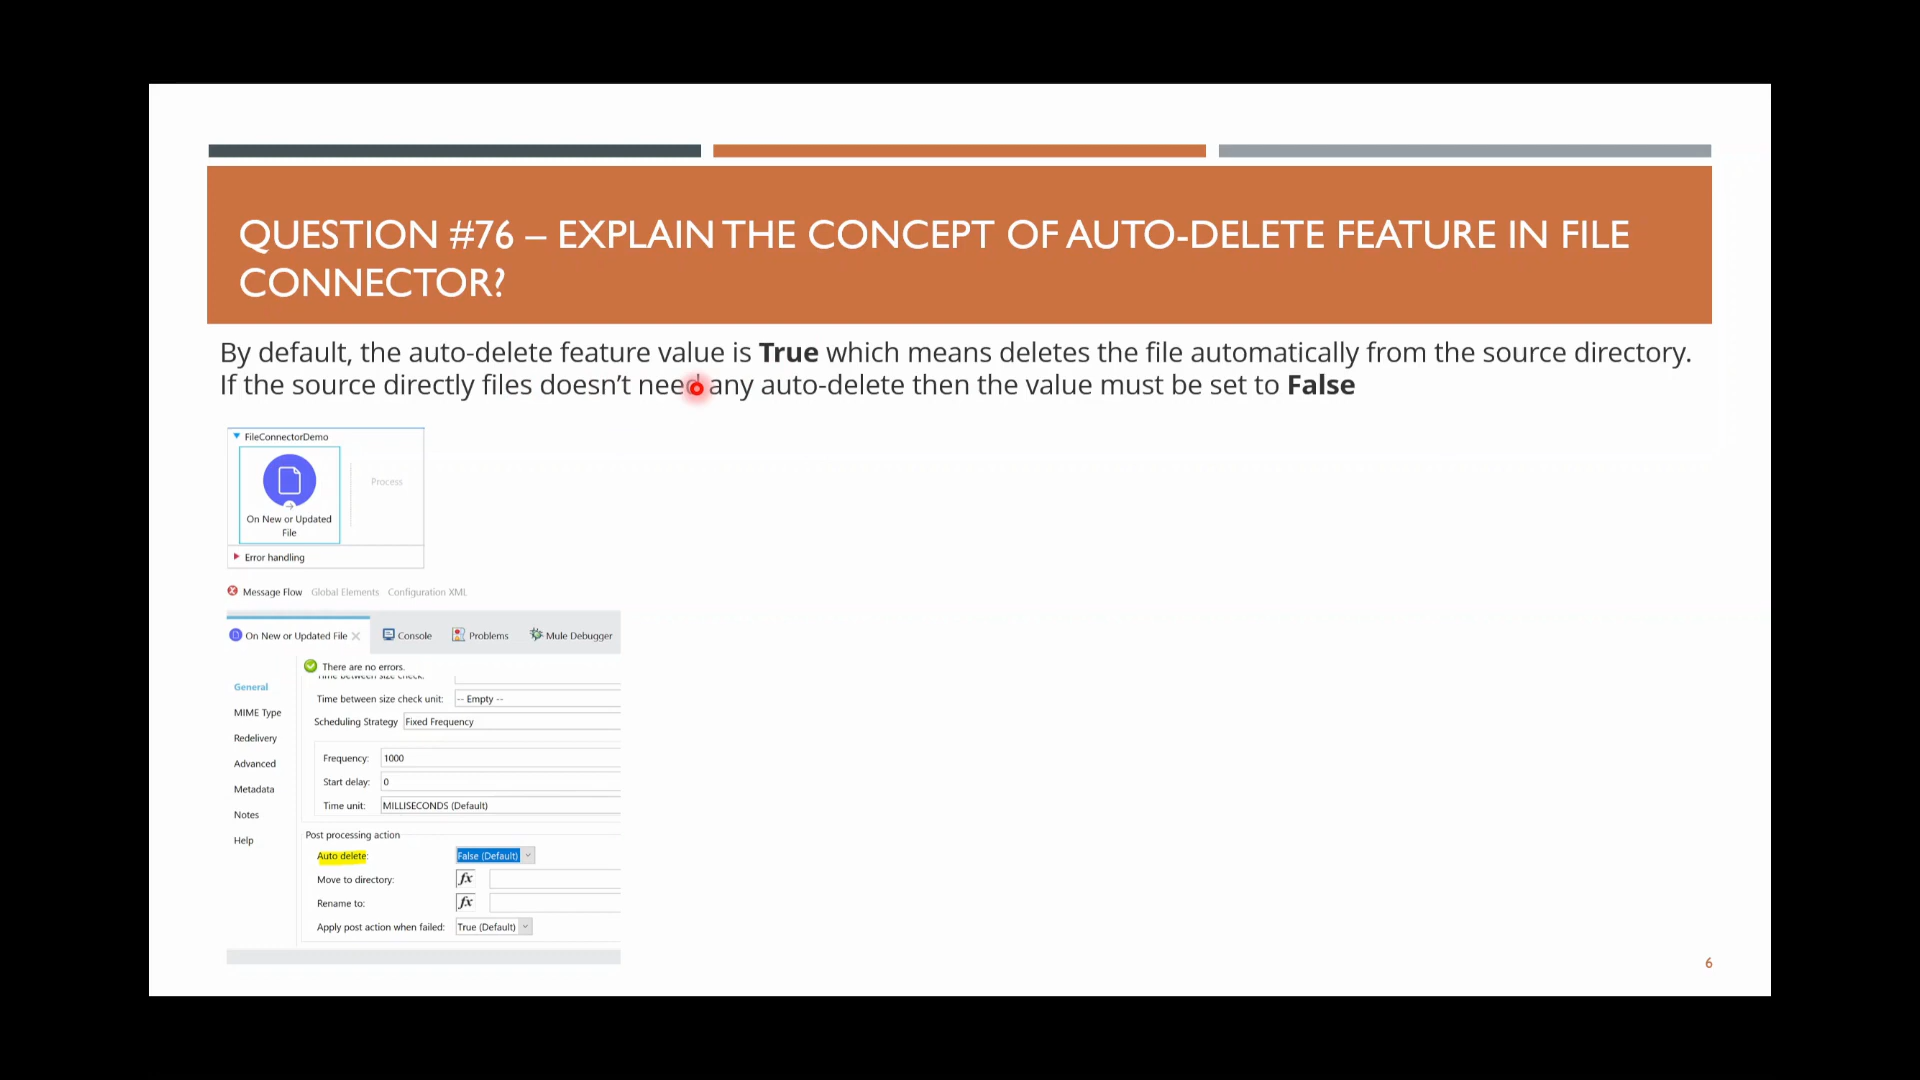 QUESTION #76 – EXPLAIN THE CONCEPT OF AUTO-DELETE FEATURE IN FILE
CONNECTOR?
By default, the auto-delete feature value is True which means deletes the file automatically from the source directory.
If the source directly files doesn’t need any auto-delete then the value must be set to False
FileConnectorDemo
Process
On New or Updated
File
Error handling
Message Flow Global Elements Configuration XML
On New or Updated File Console Problems Mule Debugger
There are no errors.
General
Time between size check:
MIME Type
Time between size check unit: -- Empty --
Scheduling Strategy Fixed Frequency
Redelivery
Frequency: 1000
Advanced
Start delay: 0
Metadata
Time unit: MILLISECONDS (Default)
Notes
Post processing action
Help
Auto delete: False (Default)
Move to directory: fx
Rename to: fx
Apply post action when failed: True (Default)
6